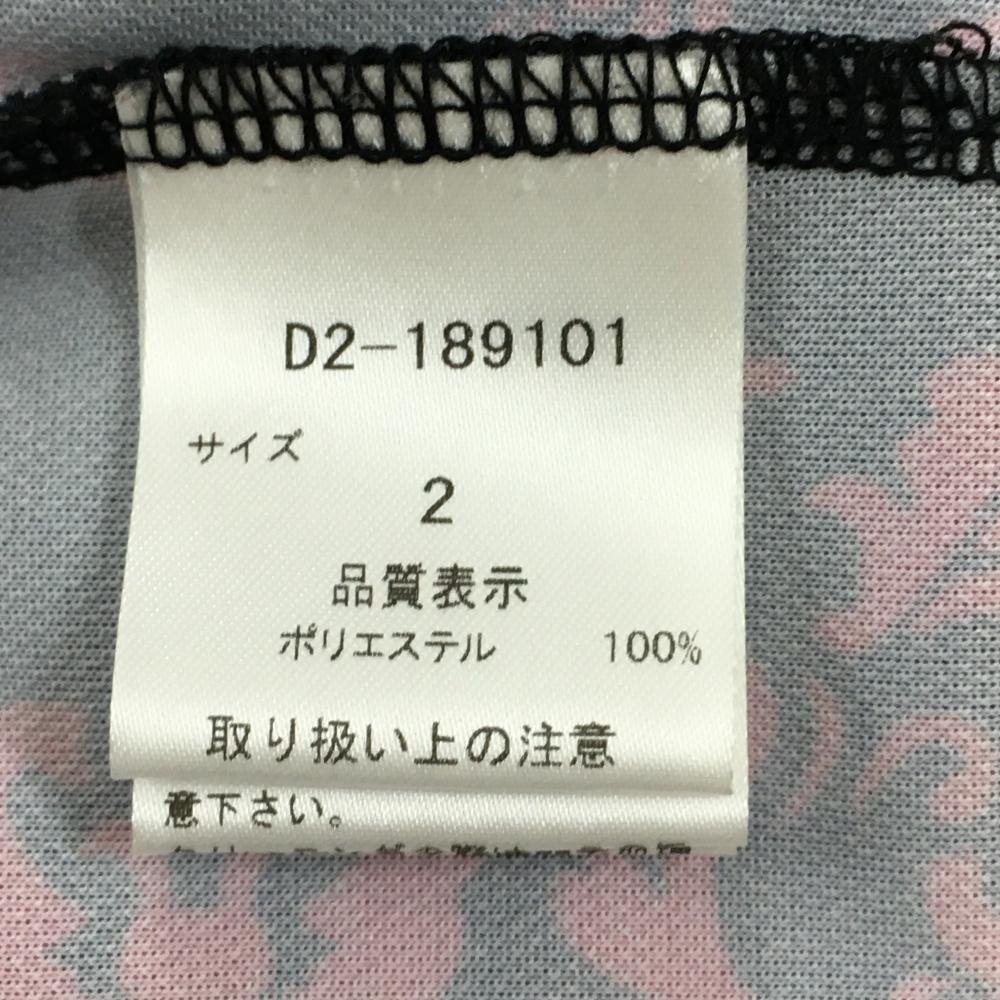 D2-189101
サイズ
2
品質表示
ポリエステル 100%
取り扱い上の注意
意下さい。